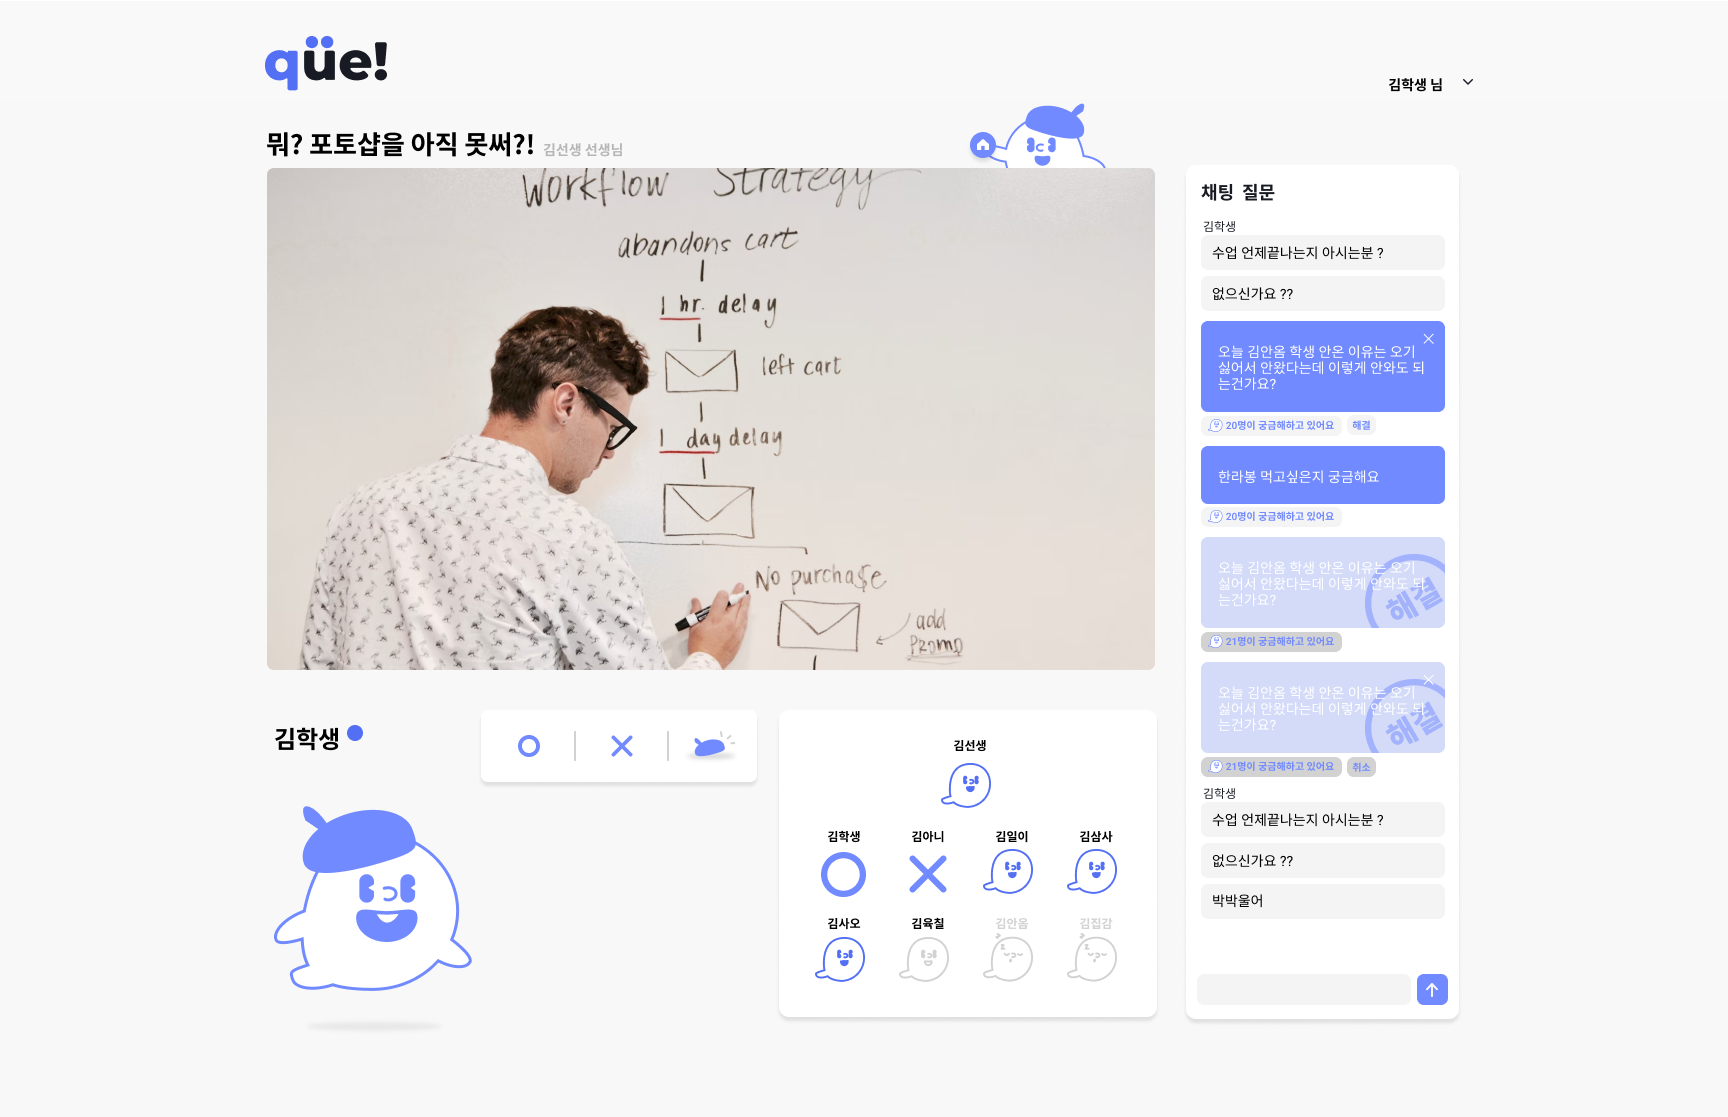 qüe!
김학생 님
뭐? 포토샵을 아직 못써?! 김선생 선생님
Workflow Strategy
abandons cart
1 hr. delay
left cart
1 day delay
No purchase
add
PROMO
김학생
김선생
김학생 김아니 김일이 김삼사
김사오 김육칠 김안옴 김집감
채팅 질문
김학생
수업 언제끝나는지 아시는분 ?
없으신가요 ??
오늘 김안옴 학생 안온 이유는 오기
싫어서 안왔다는데 이렇게 안와도 되
는건가요?
20명이 궁금해하고 있어요 해결
한라봉 먹고싶은지 궁금해요
20명이 궁금해하고 있어요
오늘 김안옴 학생 안온 이유는 오기
싫어서 안왔다는데 이렇게 안와도 되
는건가요?
해결
21명이 궁금해하고 있어요
오늘 김안옴 학생 안온 이유는 오기
싫어서 안왔다는데 이렇게 안와도 되
는건가요?
해결
21명이 궁금해하고 있어요 취소
김학생
수업 언제끝나는지 아시는분 ?
없으신가요 ??
박박울어